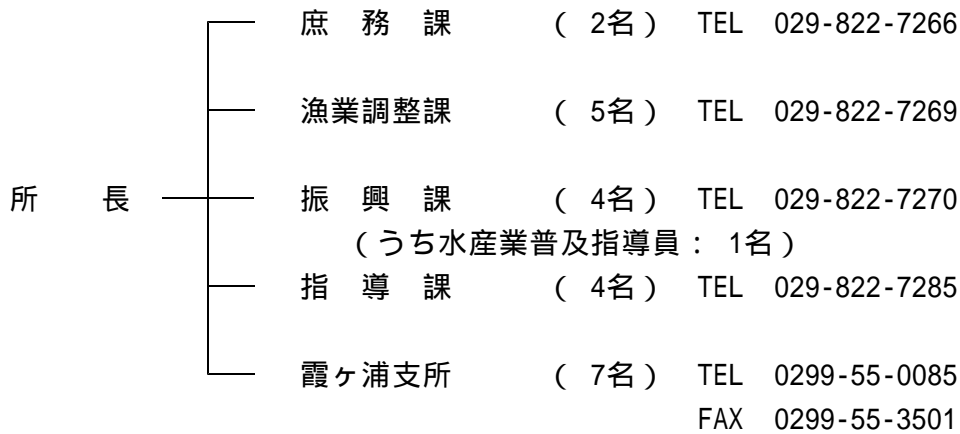 庶　務　課　　（ 2名）　TEL　029-822-7266
漁業調整課　　（ 5名）　TEL　029-822-7269
所　　長　振　興　課　　（ 4名）　TEL　029-822-7270
（うち水産業普及指導員： 1名）
指　導　課　　（ 4名）　TEL　029-822-7285
霞ヶ浦支所　　（ 7名）　TEL　0299-55-0085
FAX　0299-55-3501